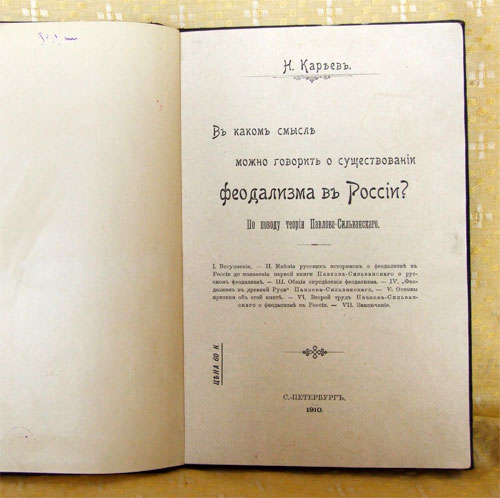 Н. Карѣевъ.
Въ какомъ смыслѣ
можно говорить о существованіи
феодализма въ Россіи?
По поводу теоріи Павлова-Сильванскаго.
I. Вступленіе. — II. Мнѣнія русскихъ историковъ о феодализмѣ въ
Россіи до появленія первой книги Павлова-Сильванскаго о рус-
скомъ феодализмѣ. — III. Общія опредѣленія феодализма. — IV. „Фео-
дализмъ въ древней Руси“ Павлова-Сильванскаго. — V. Отзывы
критики объ этой книгѣ. — VI. Второй трудъ Павлова-Сильван-
скаго о феодализмѣ въ Россіи. — VII. Заключеніе.
ЦѢНА 60 К.
С.-ПЕТЕРБУРГЪ.
1910.